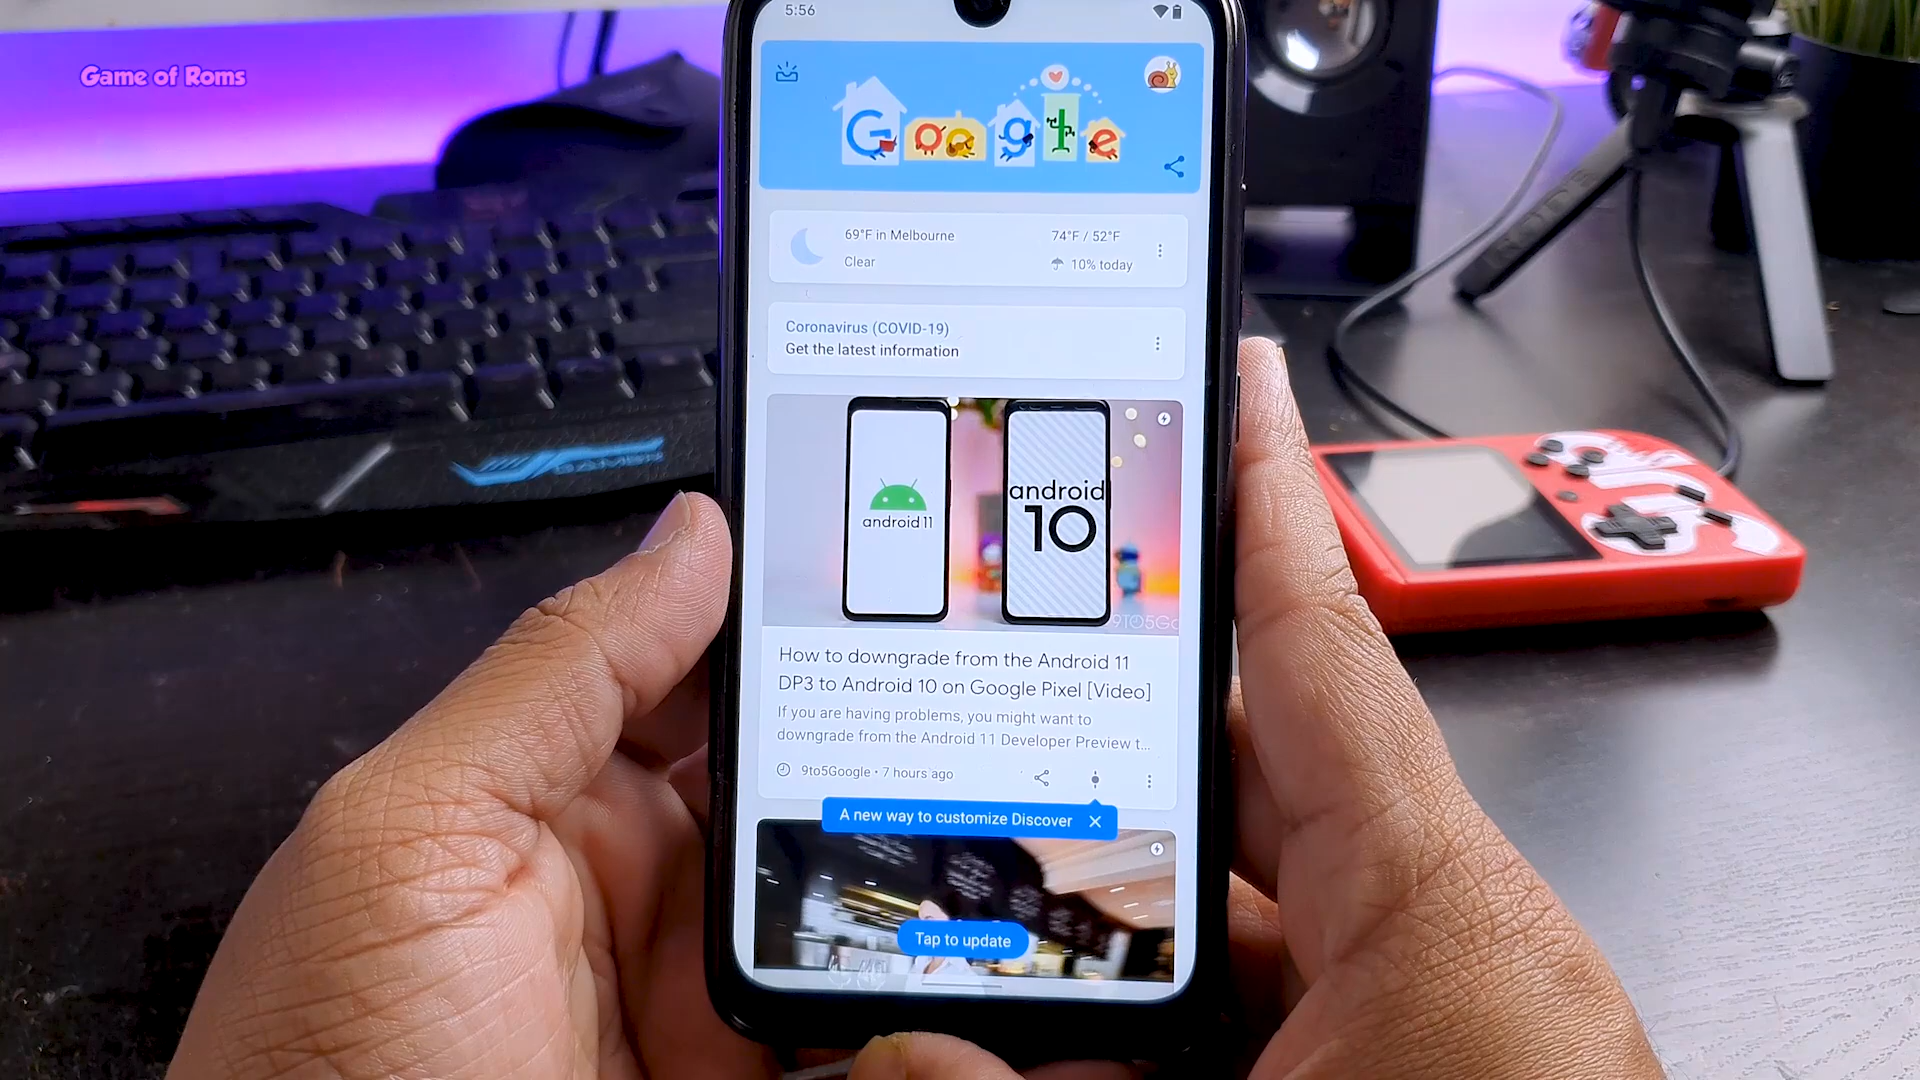 5:56
Game of Roms
Google
69°F in Melbourne
74°F / 52°F
Clear
10% today
Coronavirus (COVID-19)
Get the latest information
android 11
android
10
9TO5Go
How to downgrade from the Android 11
DP3 to Android 10 on Google Pixel [Video]
If you are having problems, you might want to
downgrade from the Android 11 Developer Preview t...
9to5Google • 7 hours ago
A new way to customize Discover
Tap to update